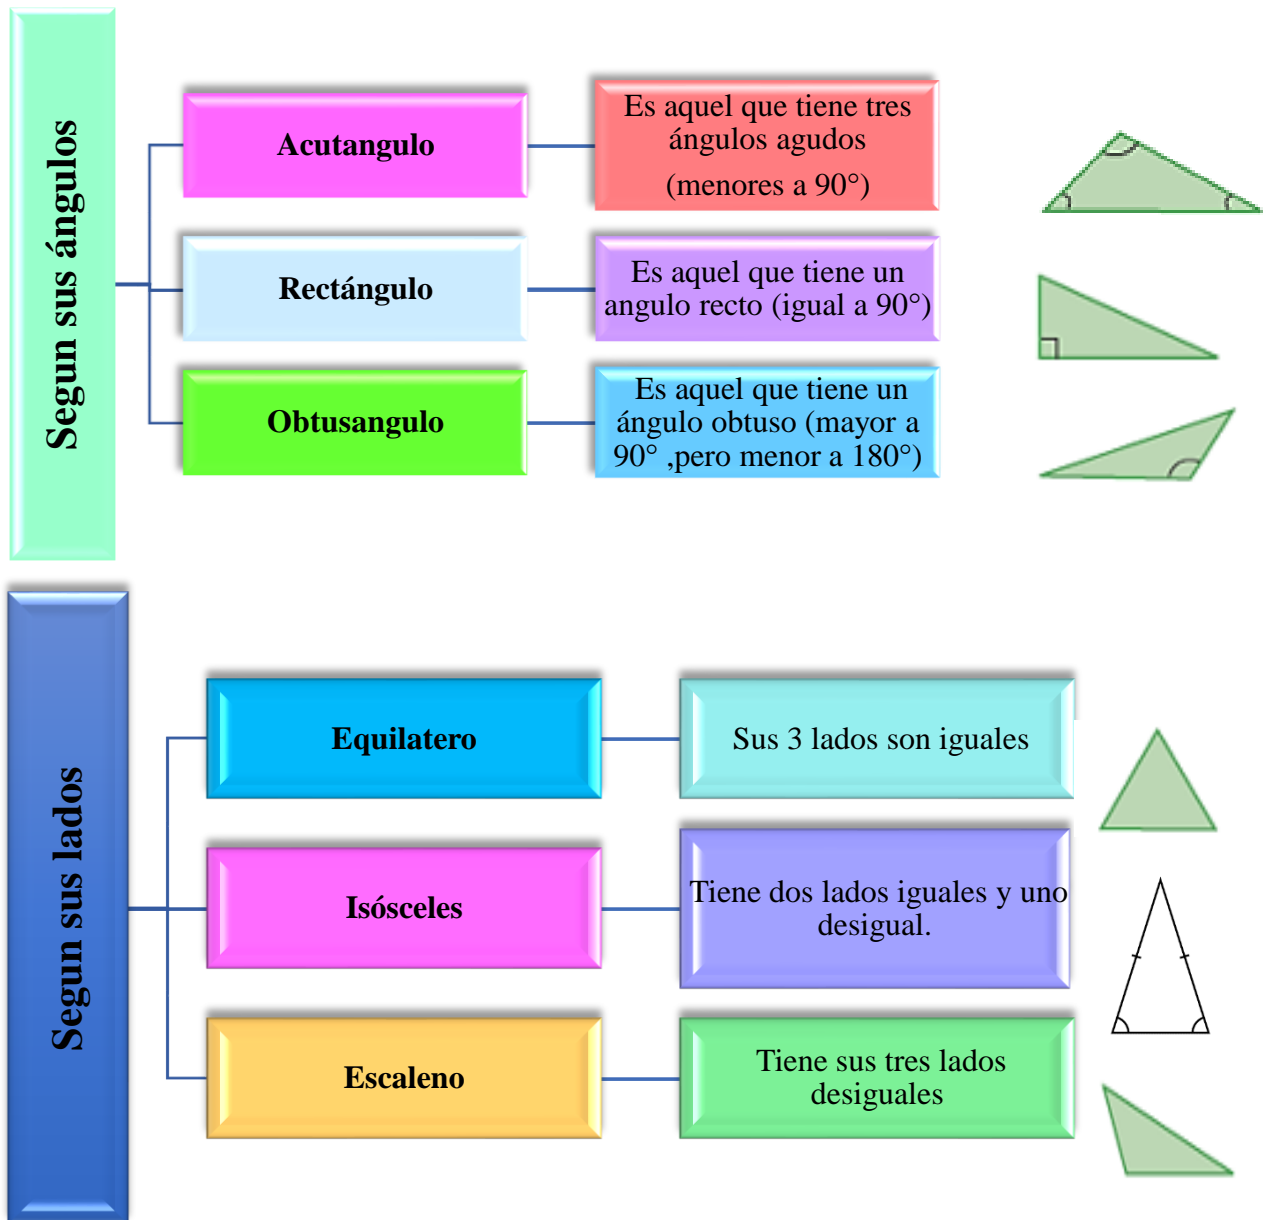 Segun sus ángulos
Acutangulo
Es aquel que tiene tres
ángulos agudos
(menores a 90°)
Rectángulo
Es aquel que tiene un
angulo recto (igual a 90°)
Obtusangulo
Es aquel que tiene un
ángulo obtuso (mayor a
90° ,pero menor a 180°)
Segun sus lados
Equilatero
Sus 3 lados son iguales
Isósceles
Tiene dos lados iguales y uno
desigual.
Escaleno
Tiene sus tres lados
desiguales